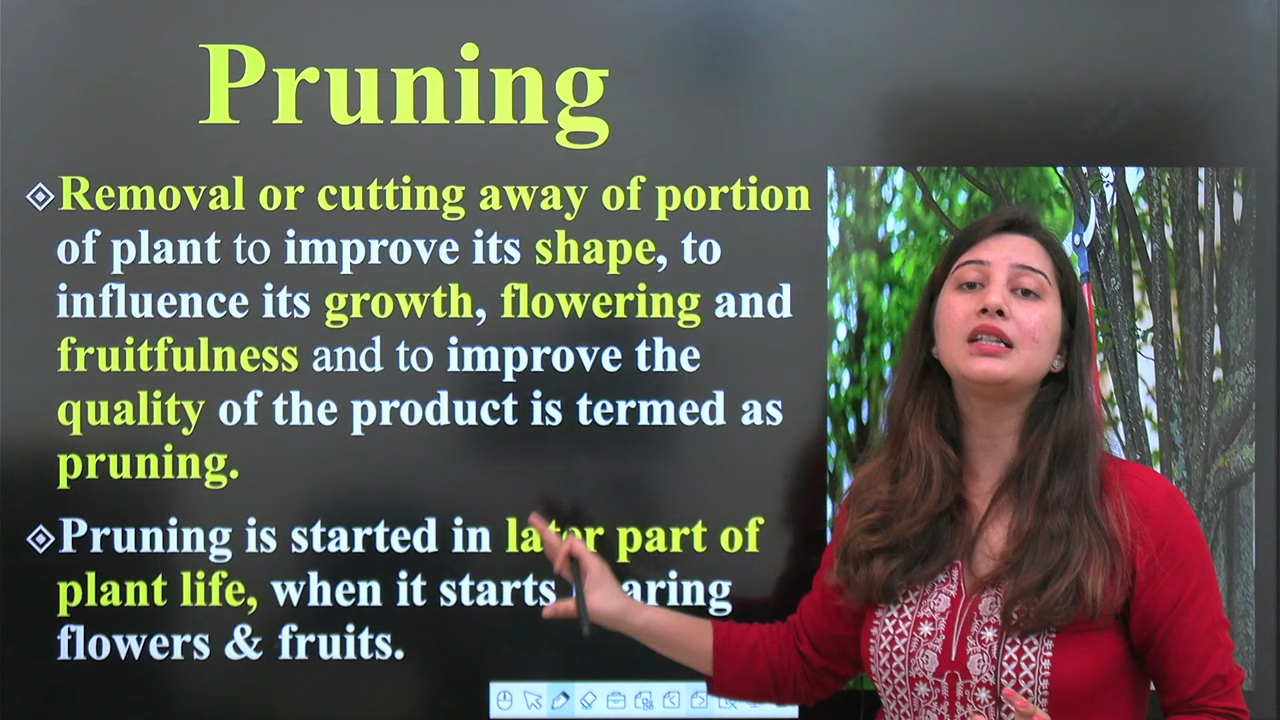 Pruning
Removal or cutting away of portion
of plant to improve its shape, to
influence its growth, flowering and
fruitfulness and to improve the
quality of the product is termed as
pruning.
Pruning is started in later part of
plant life, when it starts bearing
flowers & fruits.